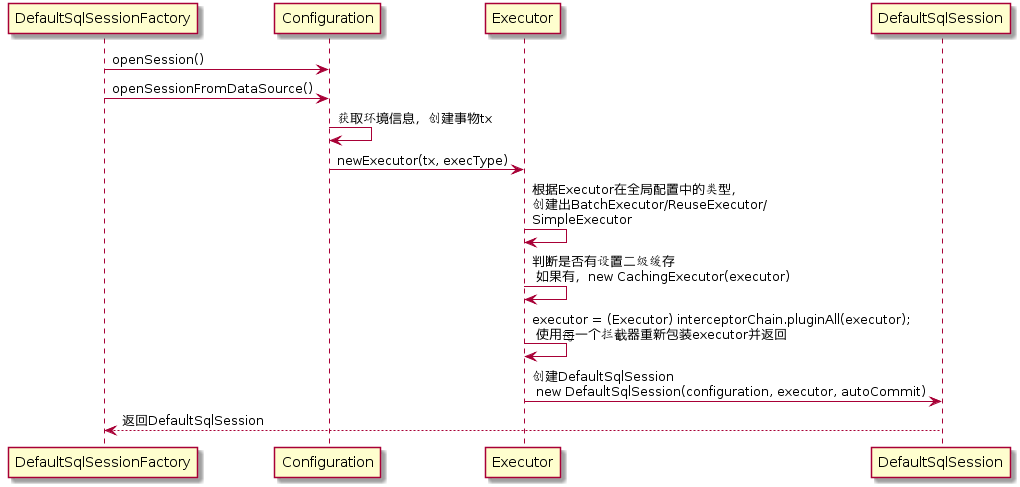 DefaultSqlSessionFactory
Configuration
Executor
DefaultSqlSession
openSession()
openSessionFromDataSource()
获取环境信息，创建事物tx
newExecutor(tx, execType)
根据Executor在全局配置中的类型，
创建出BatchExecutor/ReuseExecutor/
SimpleExecutor
判断是否有设置二级缓存
如果有，new CachingExecutor(executor)
executor = (Executor) interceptorChain.pluginAll(executor);
使用每一个拦截器重新包装executor并返回
创建DefaultSqlSession
new DefaultSqlSession(configuration, executor, autoCommit)
返回DefaultSqlSession
DefaultSqlSessionFactory
Configuration
Executor
DefaultSqlSession